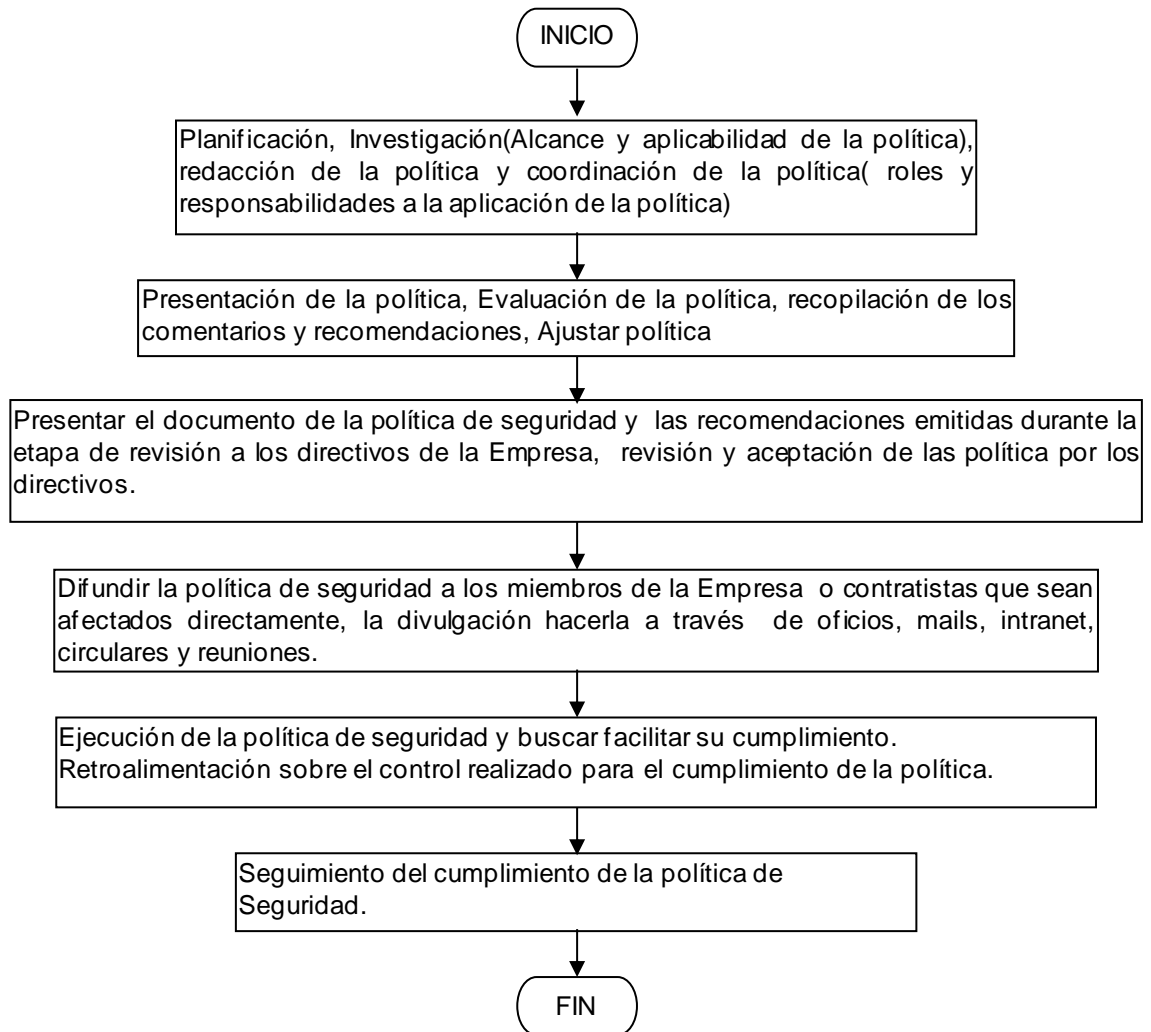 INICIO
Planificación, Investigación(Alcance y aplicabilidad de la política),
redacción de la política y coordinación de la política( roles y
responsabilidades a la aplicación de la política)
Presentación de la política, Evaluación de la política, recopilación de los
comentarios y recomendaciones, Ajustar política
Presentar el documento de la política de seguridad y las recomendaciones emitidas durante la
etapa de revisión a los directivos de la Empresa, revisión y aceptación de las política por los
directivos.
Difundir la política de seguridad a los miembros de la Empresa o contratistas que sean
afectados directamente, la divulgación hacerla a través de oficios, mails, intranet,
circulares y reuniones.
Ejecución de la política de seguridad y buscar facilitar su cumplimiento.
Retroalimentación sobre el control realizado para el cumplimiento de la política.
Seguimiento del cumplimiento de la política de
Seguridad.
FIN